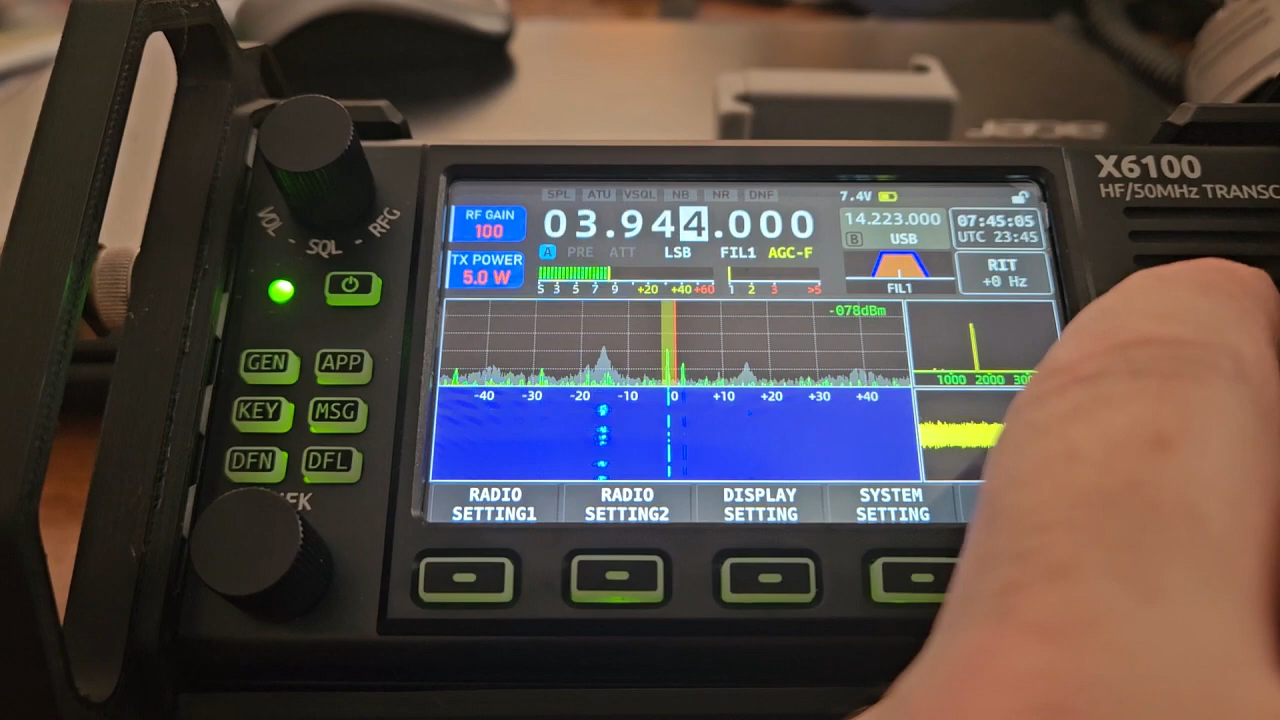 X6100
HF/50MHz TRANSC
SPL ATU VSQL NB NR DNF 7.4V
RF GAIN
100
03.944.000
14.223.000
B USB
07:45:05
UTC 23:45
A PRE ATT LSB FIL1 AGC-F
TX POWER
5.0 W
S 3 5 7 9 +20 +40 +60 1 2 3 >5
FIL1
RIT
+0 Hz
-078dBm
1000 2000 300
-40 -30 -20 -10 0 +10 +20 +30 +40
RADIO
SETTING1
RADIO
SETTING2
DISPLAY
SETTING
SYSTEM
SETTING
VOL - SQL - RFG
GEN APP
KEY MSG
DFN DFL